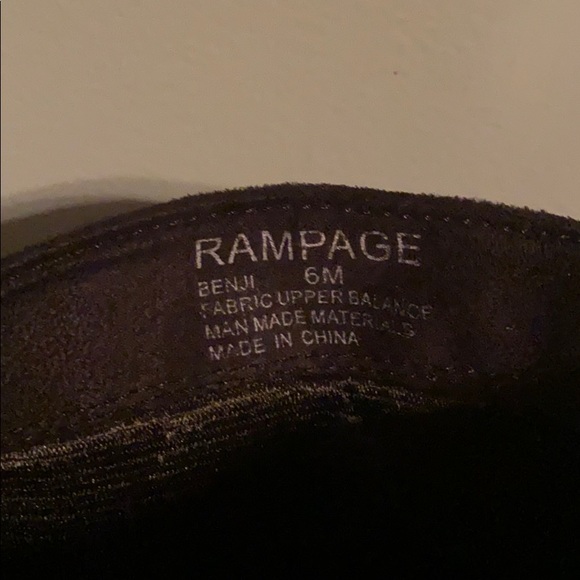 RAMPAGE
BENJI 6M
FABRIC UPPER BALANCE
MAN MADE MATERIALS
MADE IN CHINA